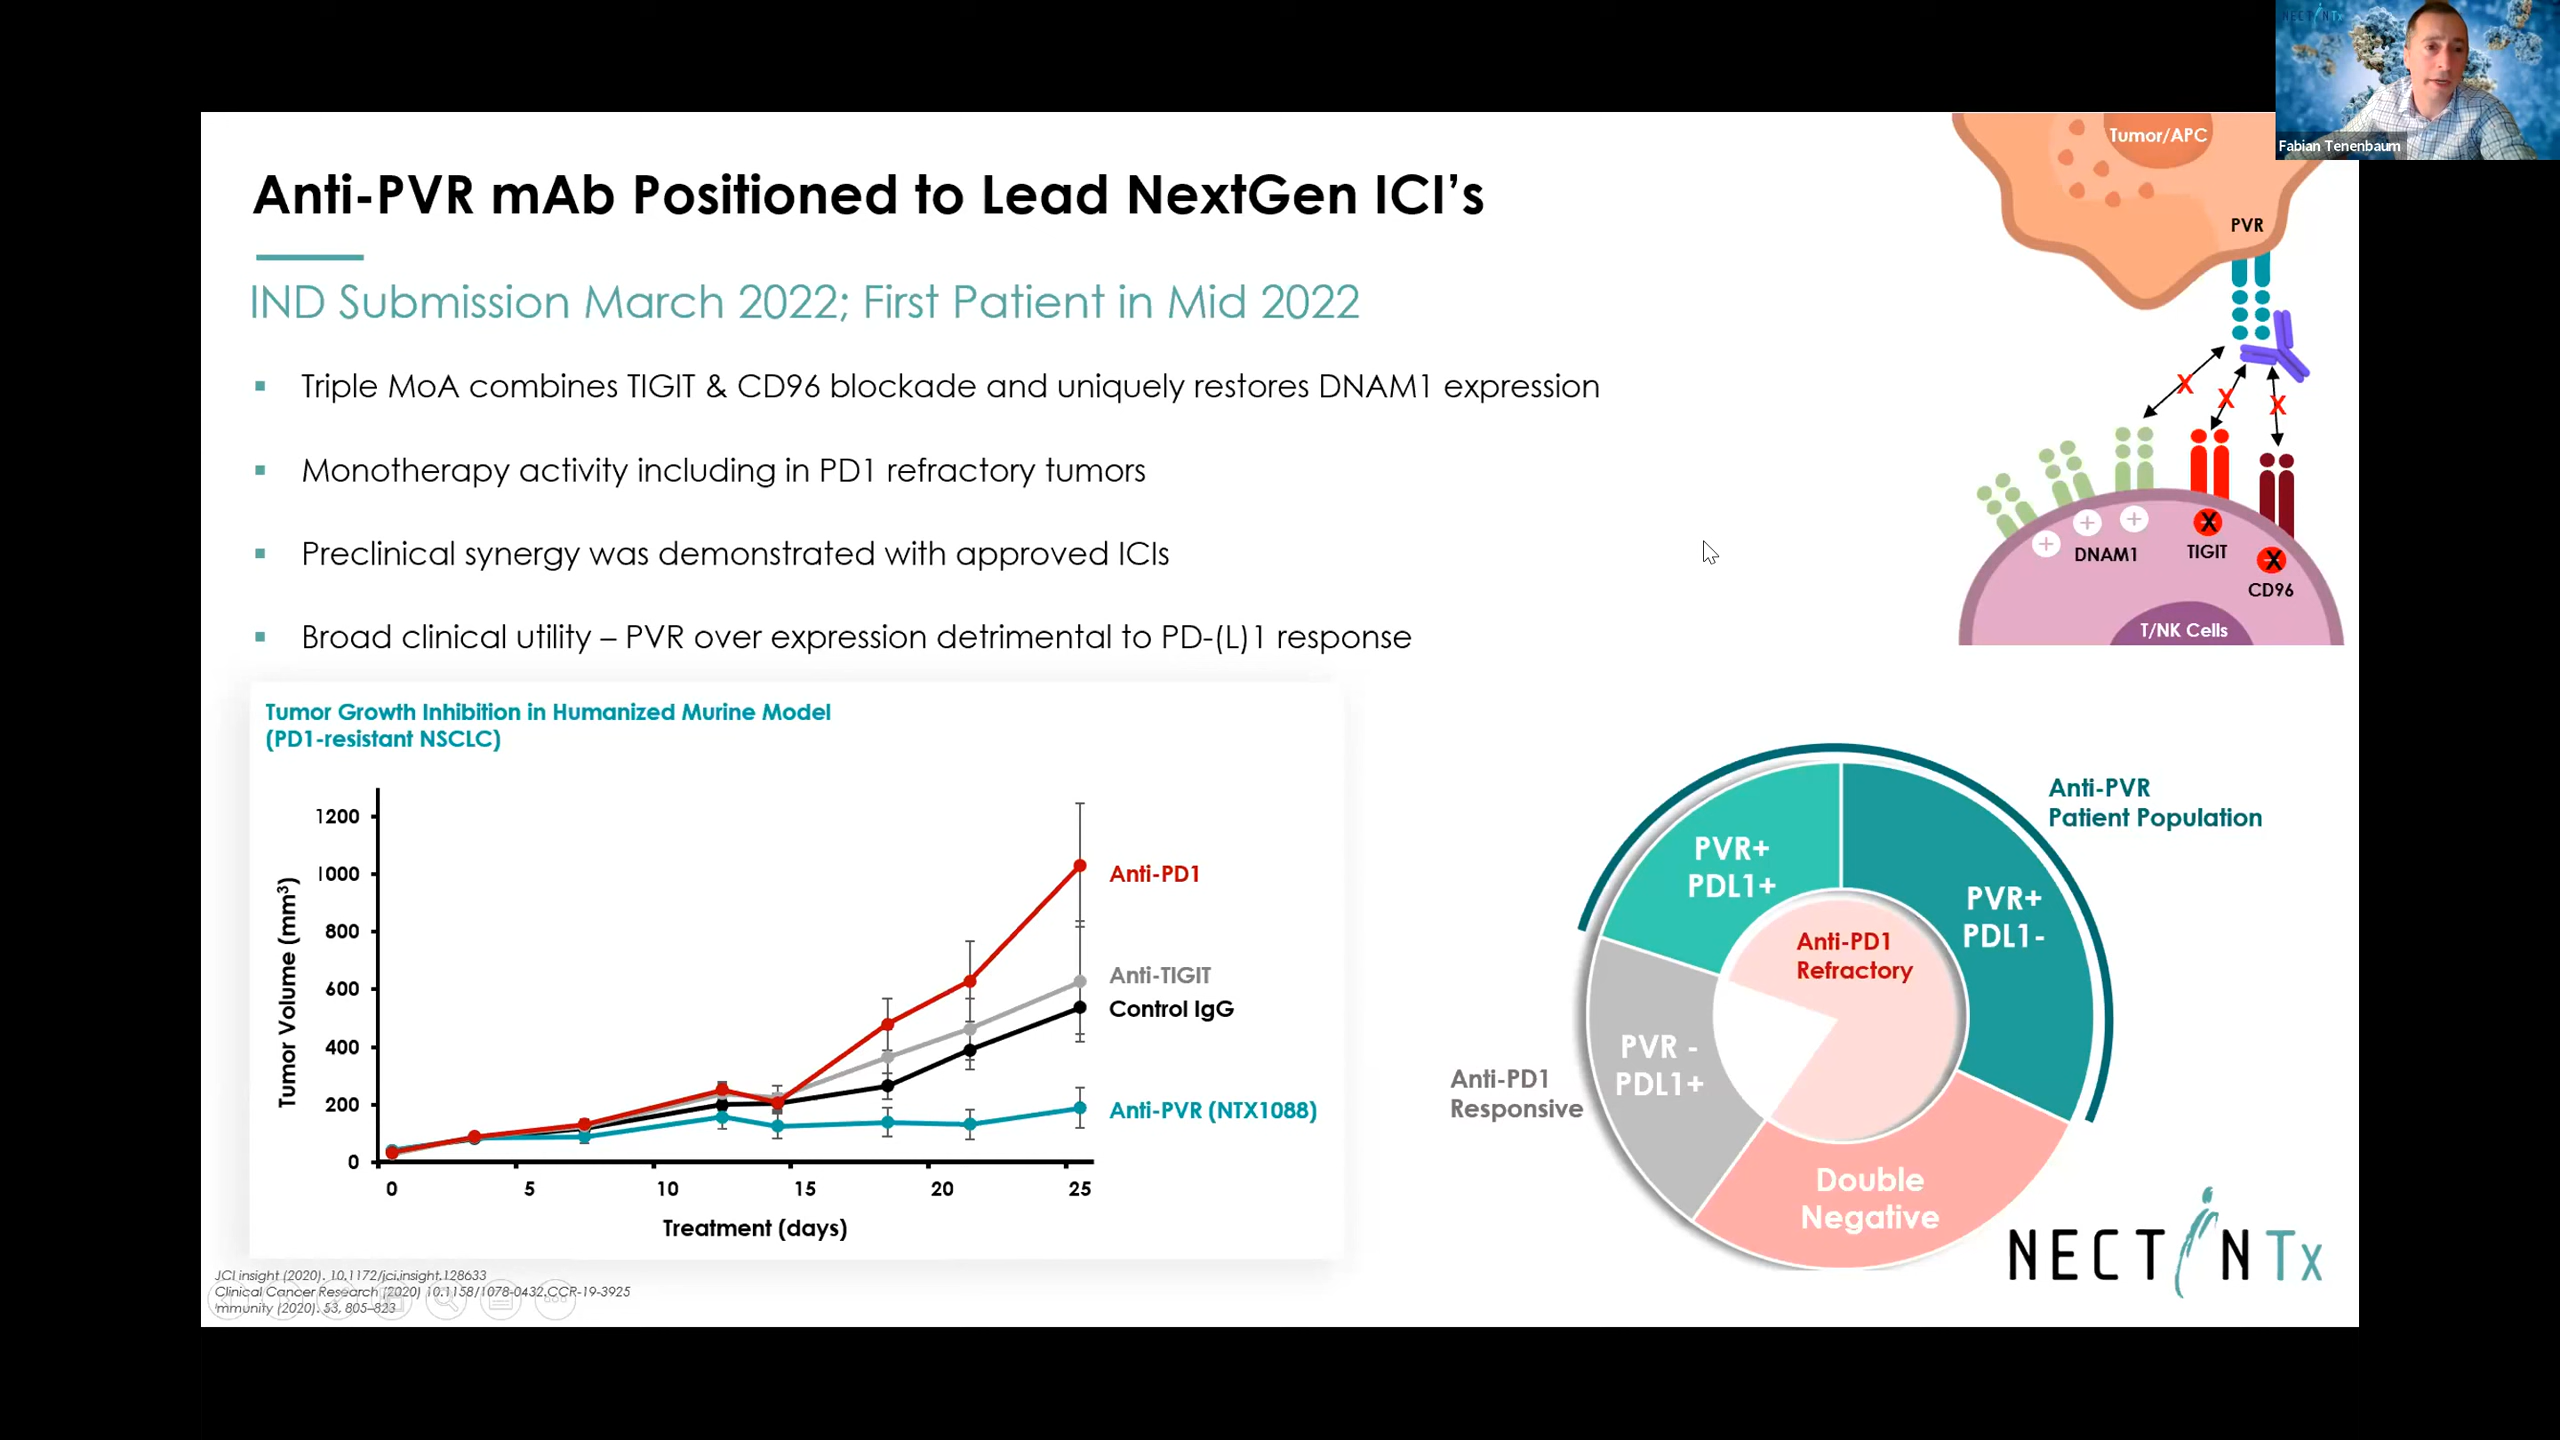 NECTINTx
Fabian Tenenbaum
Anti-PVR mAb Positioned to Lead NextGen ICI's
IND Submission March 2022; First Patient in Mid 2022
▪ Triple MoA combines TIGIT & CD96 blockade and uniquely restores DNAM1 expression
▪ Monotherapy activity including in PD1 refractory tumors
▪ Preclinical synergy was demonstrated with approved ICIs
▪ Broad clinical utility – PVR over expression detrimental to PD-(L)1 response
Tumor/APC
PVR
X
X
X
+
+
+
DNAM1
X
TIGIT
X
CD96
T/NK Cells
Tumor Growth Inhibition in Humanized Murine Model
(PD1-resistant NSCLC)
Tumor Volume (mm³)
1200
1000
800
600
400
200
0
0
5
10
15
20
25
Treatment (days)
Anti-PD1
Anti-TIGIT
Control IgG
Anti-PVR (NTX1088)
Anti-PVR
Patient Population
PVR+
PDL1+
PVR+
PDL1-
Anti-PD1
Refractory
PVR -
PDL1+
Anti-PD1
Responsive
Double
Negative
NECTINTx
JCI insight (2020). 10.1172/jci.insight.128633
Clinical Cancer Research (2020) 10.1158/1078-0432.CCR-19-3925
Immunity (2020). 53, 805–823